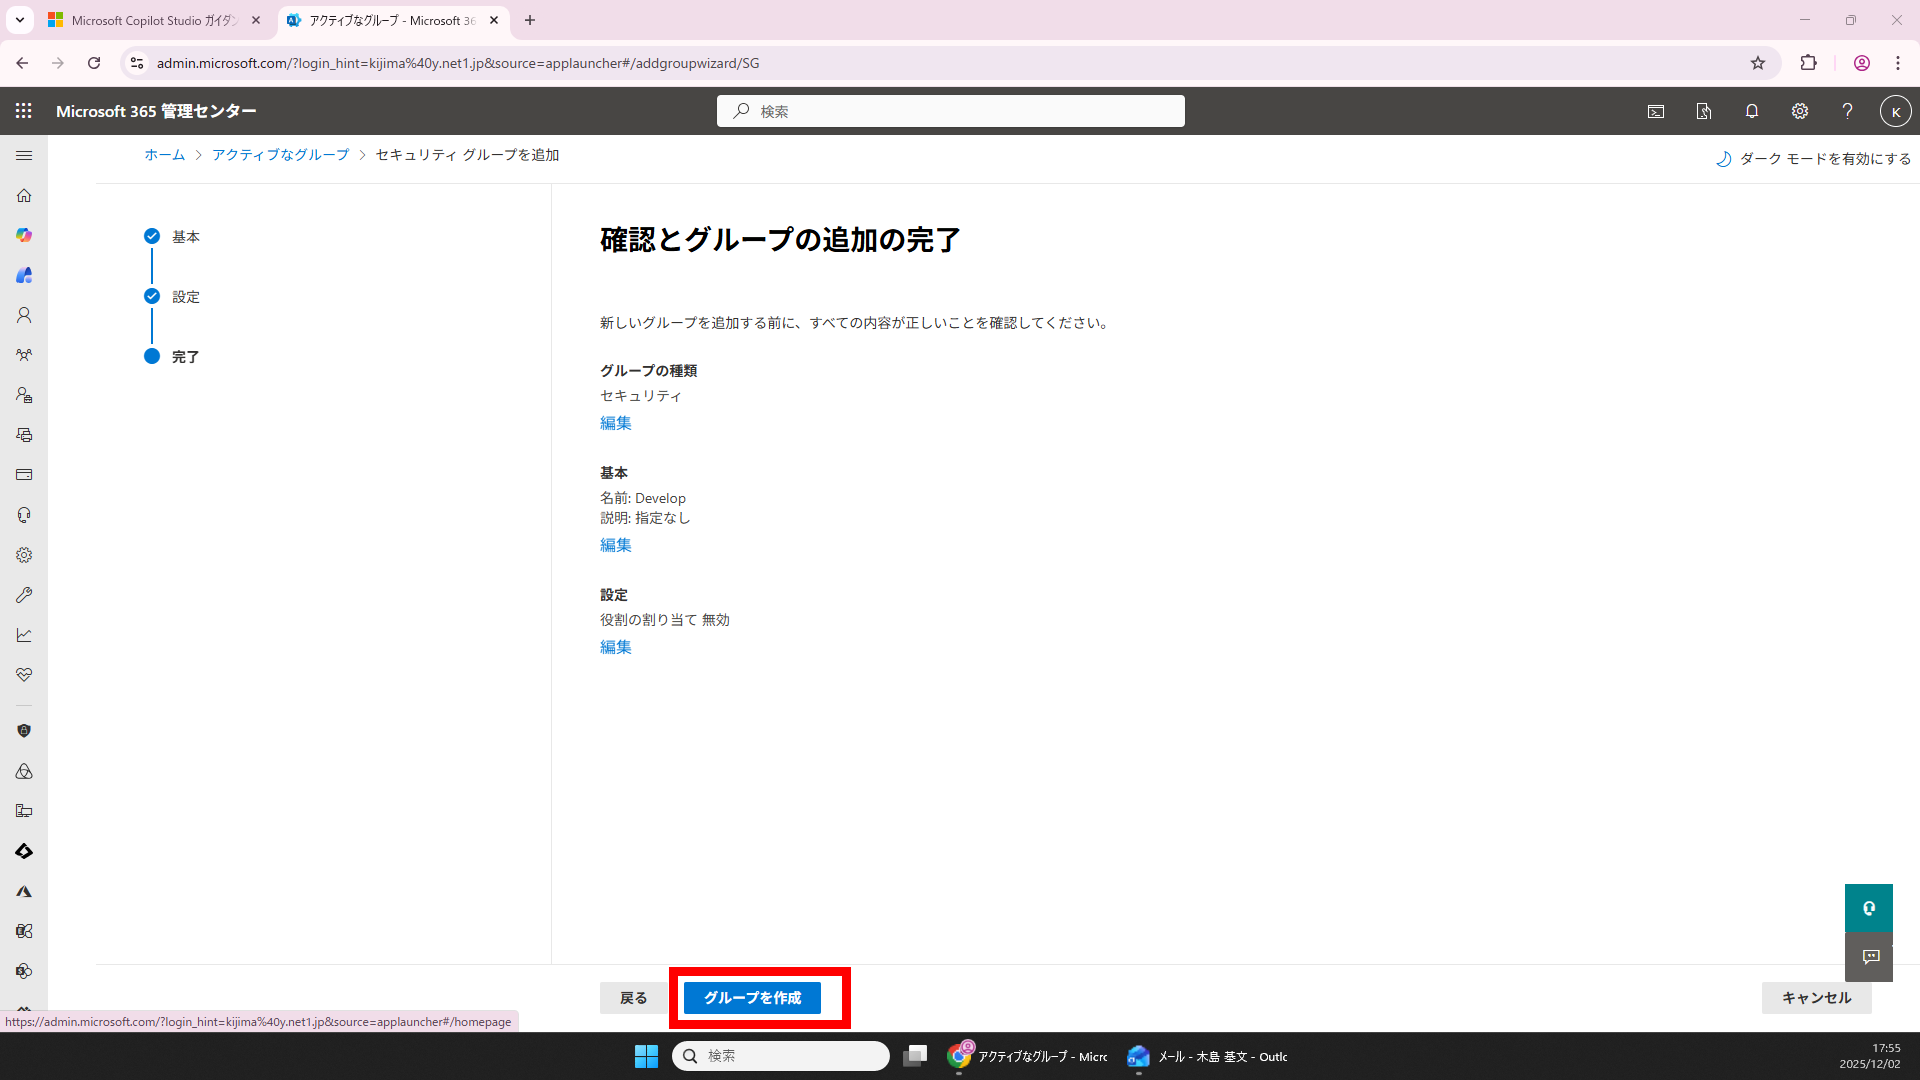 Microsoft Copilot Studio ガイダン
アクティブなグループ - Microsoft 36
admin.microsoft.com/?login_hint=kijima%40y.net1.jp&source=applauncher#/addgroupwizard/SG
Microsoft 365 管理センター
検索
K
ホーム > アクティブなグループ > セキュリティ グループを追加
ダーク モードを有効にする
基本
設定
完了
確認とグループの追加の完了
新しいグループを追加する前に、すべての内容が正しいことを確認してください。
グループの種類
セキュリティ
編集
基本
名前: Develop
説明: 指定なし
編集
設定
役割の割り当て 無効
編集
戻る
グループを作成
キャンセル
https://admin.microsoft.com/?login_hint=kijima%40y.net1.jp&source=applauncher#/homepage
検索
アクティブなグループ - Micrc
メール - 木島 基文 - Outlc
17:55
2025/12/02